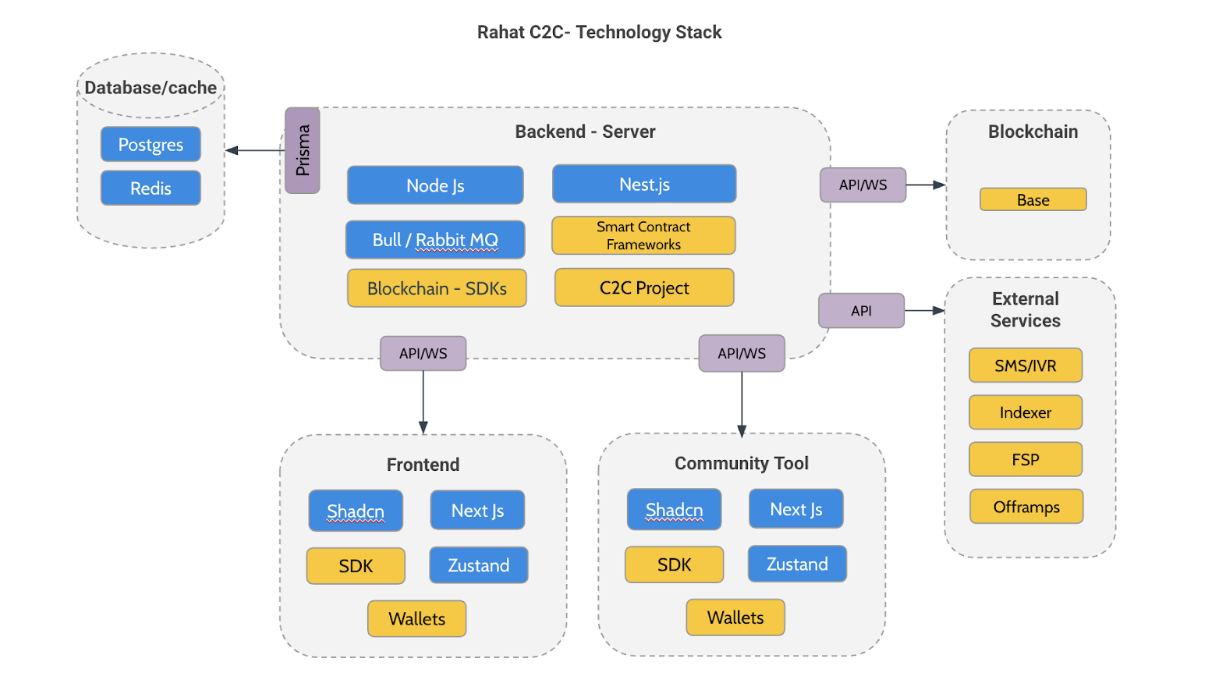 Rahat C2C- Technology Stack
Database/cache
Postgres
Redis
Prisma
Backend - Server
Node Js
Nest.js
Bull / Rabbit MQ
Smart Contract
Frameworks
Blockchain - SDKs
C2C Project
API/WS
API/WS
API/WS
API
Blockchain
Base
External
Services
SMS/IVR
Indexer
FSP
Offramps
Frontend
Shadcn
Next Js
SDK
Zustand
Wallets
Community Tool
Shadcn
Next Js
SDK
Zustand
Wallets